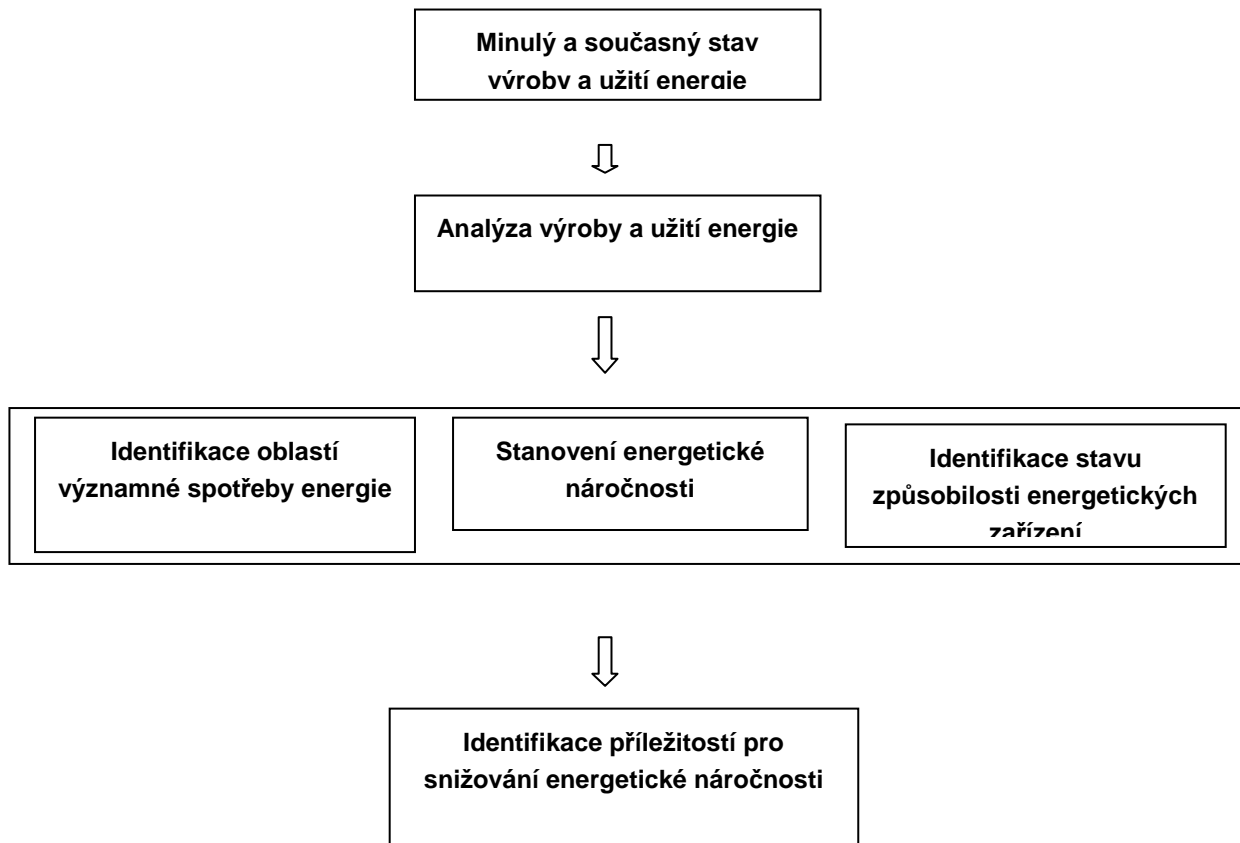 Minulý a současný stav
výroby a užití energie
Analýza výroby a užití energie
Identifikace oblastí
významné spotřeby energie
Stanovení energetické
náročnosti
Identifikace stavu
způsobilosti energetických
zařízení
Identifikace příležitostí pro
snižování energetické náročnosti